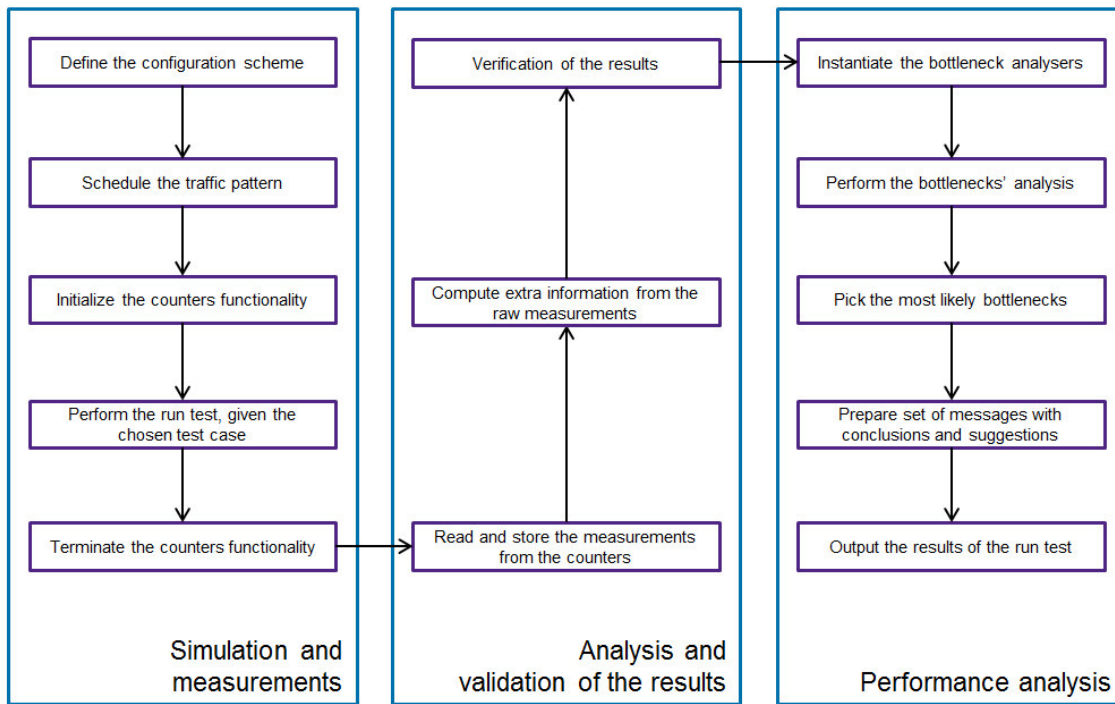 Define the configuration scheme
Schedule the traffic pattern
Initialize the counters functionality
Perform the run test, given the
chosen test case
Terminate the counters functionality
Simulation and
measurements
Verification of the results
Compute extra information from the
raw measurements
Read and store the measurements
from the counters
Analysis and
validation of the results
Instantiate the bottleneck analysers
Perform the bottlenecks’ analysis
Pick the most likely bottlenecks
Prepare set of messages with
conclusions and suggestions
Output the results of the run test
Performance analysis